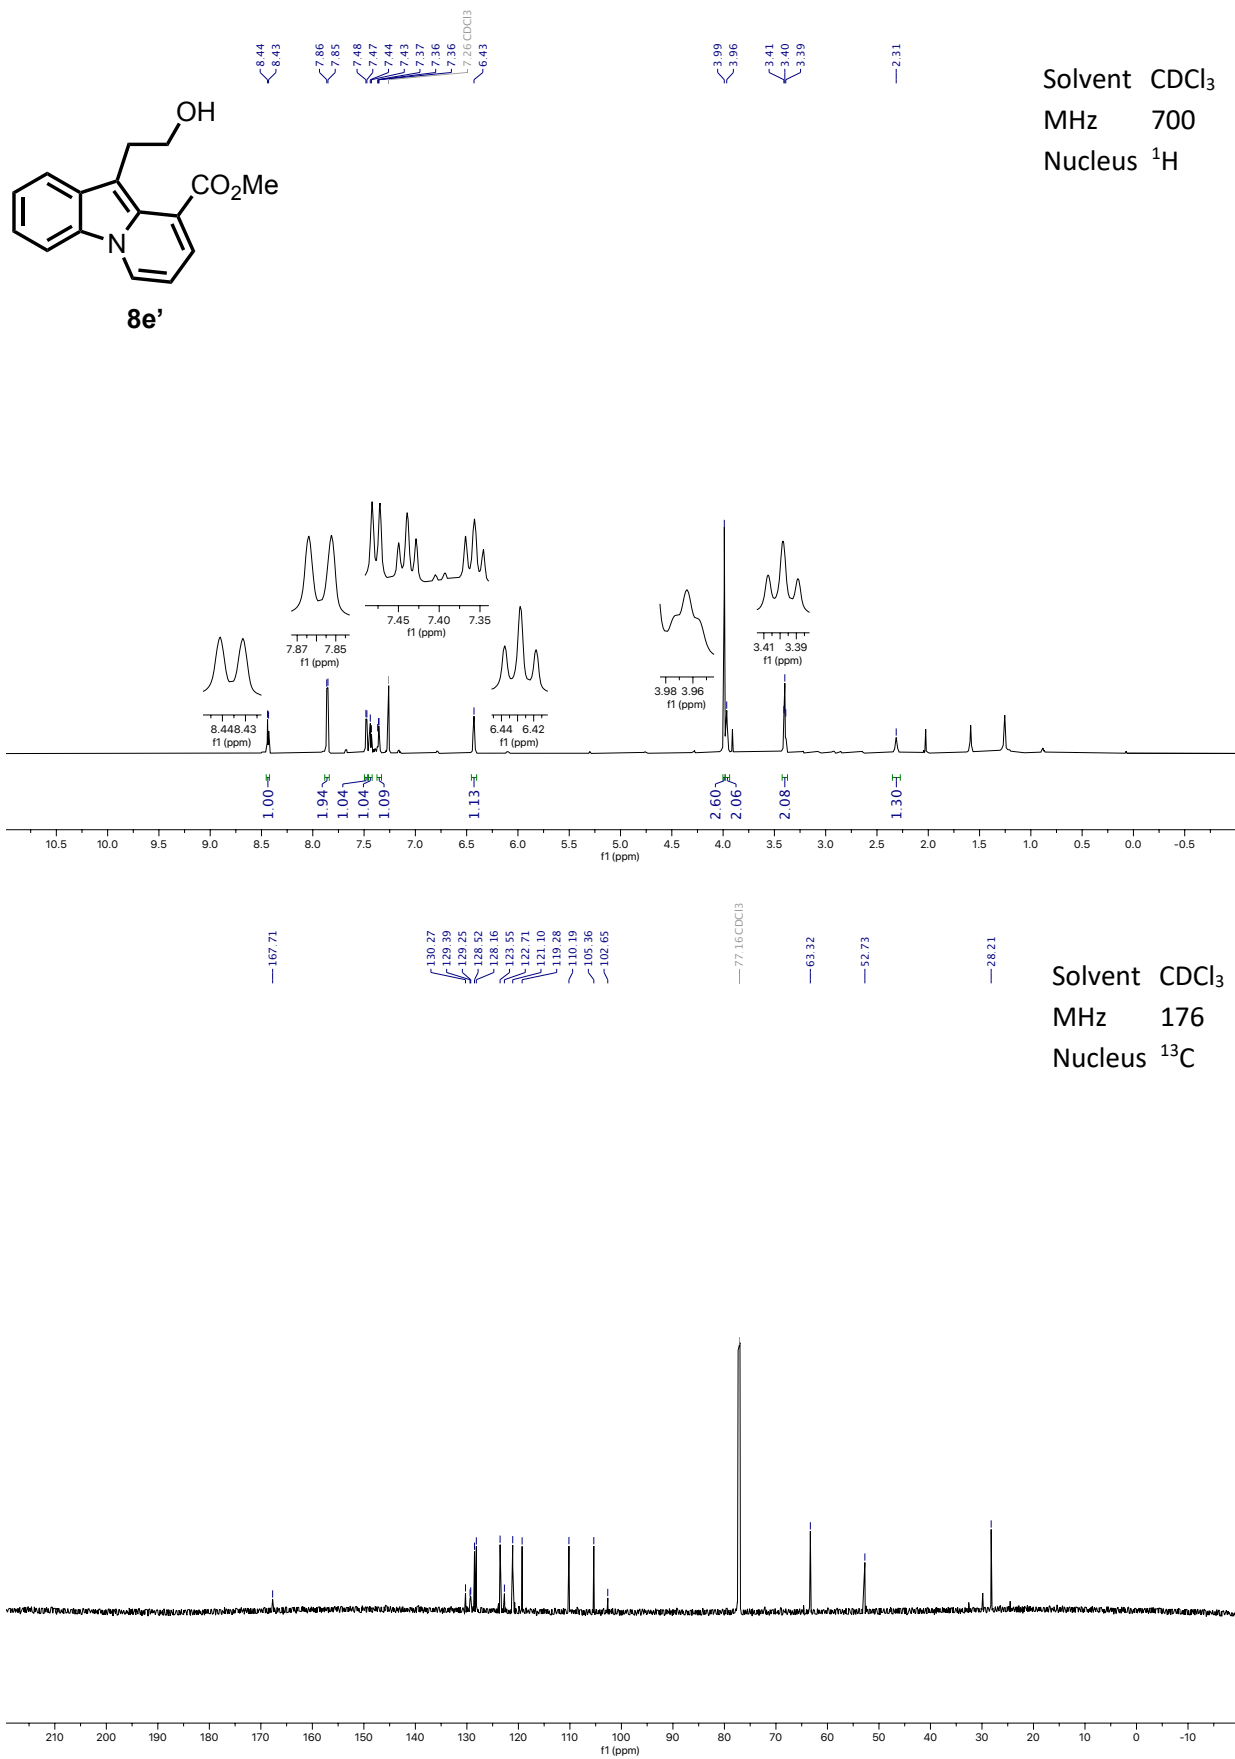 8.44
8.43
7.86
7.85
7.48
7.47
7.44
7.43
7.37
7.36
7.36
7.26 CDCl3
6.43
3.99
3.96
3.41
3.40
3.39
2.31
Solvent CDCl₃
MHz 700
Nucleus ¹H
OH
CO₂Me
N
8e’
7.45 7.40 7.35
f1 (ppm)
7.87 7.85
f1 (ppm)
8.44 8.43
f1 (ppm)
6.44 6.42
f1 (ppm)
3.98 3.96
f1 (ppm)
3.41 3.39
f1 (ppm)
1.00
1.94
1.04
1.04
1.09
1.13
2.60
2.06
2.08
1.30
10.5 10.0 9.5 9.0 8.5 8.0 7.5 7.0 6.5 6.0 5.5 5.0 4.5 4.0 3.5 3.0 2.5 2.0 1.5 1.0 0.5 0.0 -0.5
f1 (ppm)
167.71
130.27
129.39
129.25
128.52
128.16
123.55
122.71
121.10
119.28
110.19
105.36
102.65
77.16 CDCl3
63.32
52.73
28.21
Solvent CDCl₃
MHz 176
Nucleus ¹³C
210 200 190 180 170 160 150 140 130 120 110 100 90 80 70 60 50 40 30 20 10 0 -10
f1 (ppm)